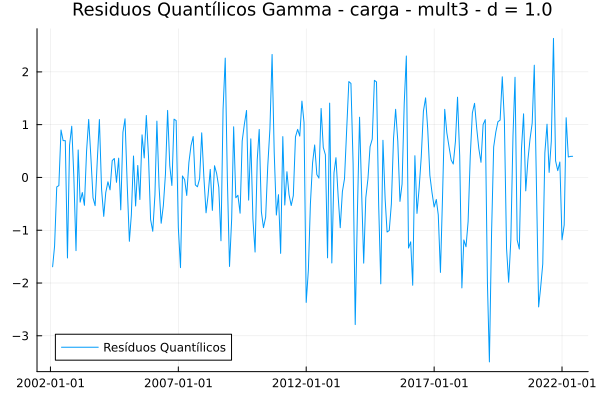 Residuos Quantílicos Gamma - carga - mult3 - d = 1.0
2
1
0
−1
−2
−3
Resíduos Quantílicos
2002-01-01 2007-01-01 2012-01-01 2017-01-01 2022-01-01